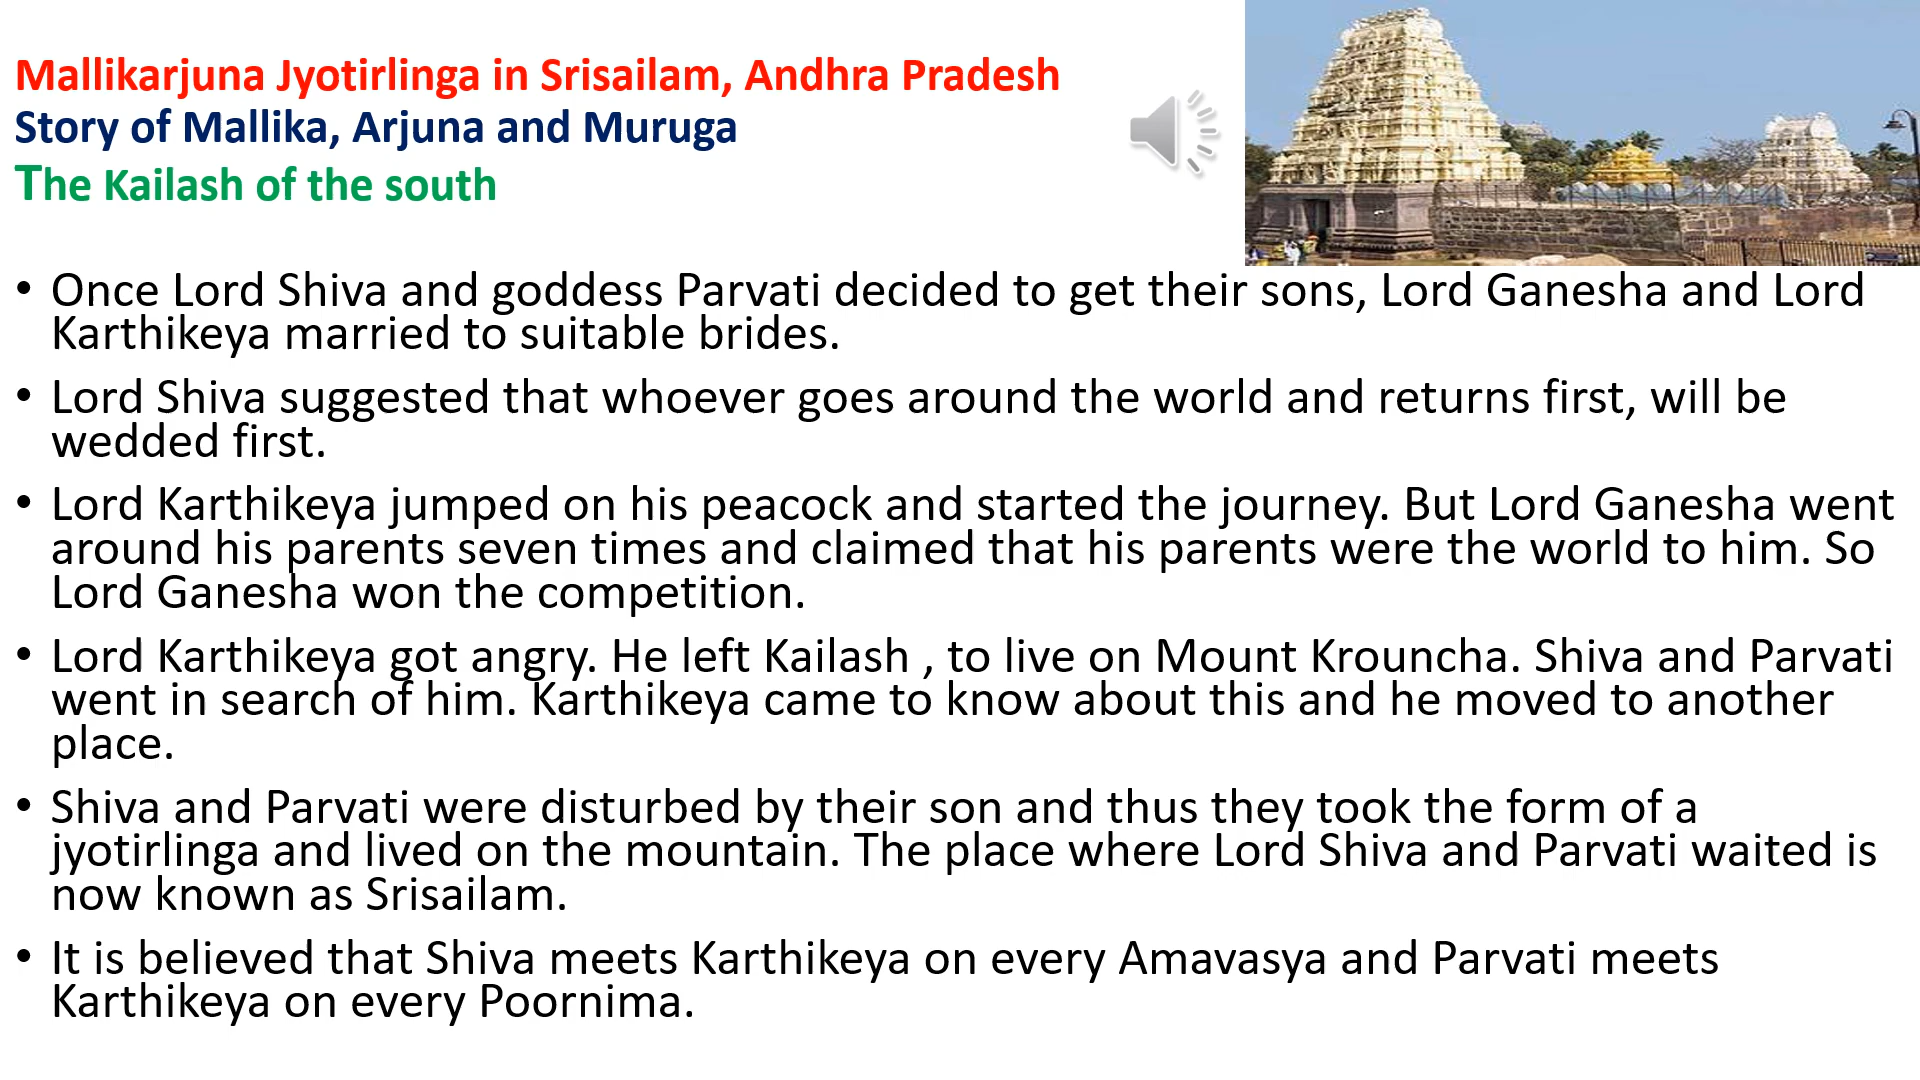 Mallikarjuna Jyotirlinga in Srisailam, Andhra Pradesh
Story of Mallika, Arjuna and Muruga
The Kailash of the south
• Once Lord Shiva and goddess Parvati decided to get their sons, Lord Ganesha and Lord
Karthikeya married to suitable brides.
• Lord Shiva suggested that whoever goes around the world and returns first, will be
wedded first.
• Lord Karthikeya jumped on his peacock and started the journey. But Lord Ganesha went
around his parents seven times and claimed that his parents were the world to him. So
Lord Ganesha won the competition.
• Lord Karthikeya got angry. He left Kailash , to live on Mount Krouncha. Shiva and Parvati
went in search of him. Karthikeya came to know about this and he moved to another
place.
• Shiva and Parvati were disturbed by their son and thus they took the form of a
jyotirlinga and lived on the mountain. The place where Lord Shiva and Parvati waited is
now known as Srisailam.
• It is believed that Shiva meets Karthikeya on every Amavasya and Parvati meets
Karthikeya on every Poornima.